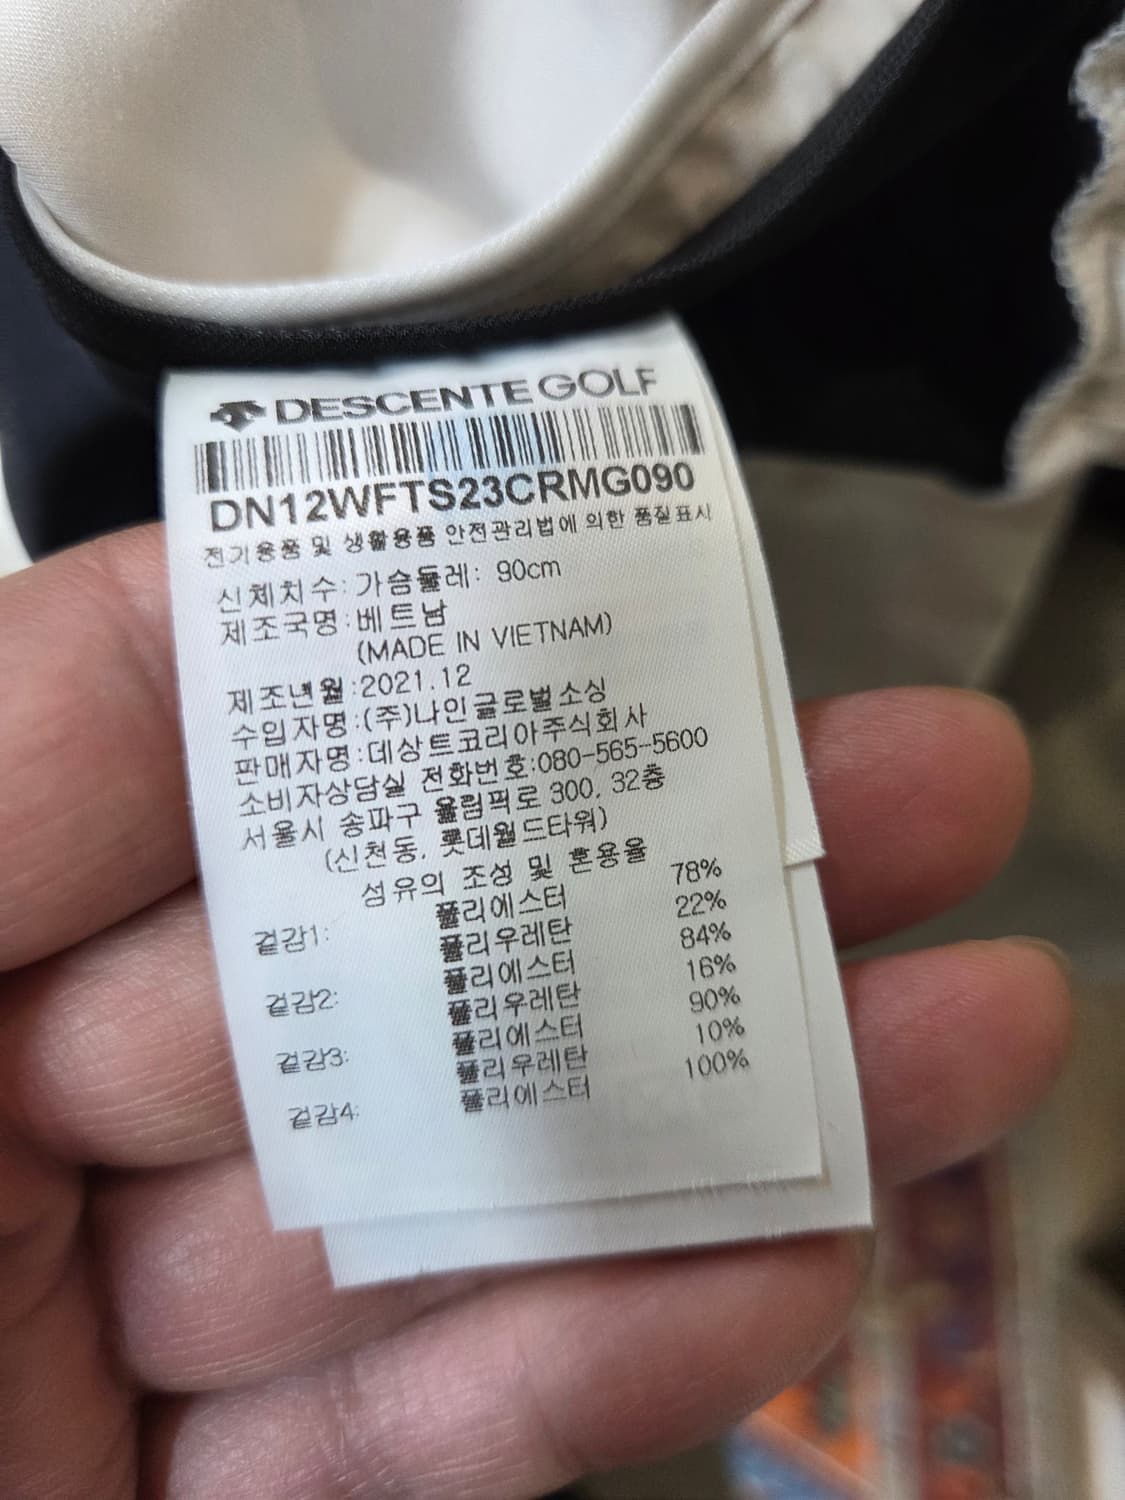 DESCENTE GOLF
DN12WFTS23CRMG090
전기용품 및 생활용품 안전관리법에 의한 품질표시
신체치수: 가슴둘레: 90cm
제조국명:베트남
(MADE IN VIETNAM)
제조년월:2021.12
수입자명:(주)나인글로벌소싱
판매자명:데상트코리아주식회사
소비자상담실 전화번호:080-565-5600
서울시 송파구 올림픽로 300, 32층
(신천동, 롯데월드타워)
섬유의 조성 및 혼용율
겉감1: 폴리에스터 78%
폴리우레탄 22%
겉감2: 폴리에스터 84%
폴리우레탄 16%
겉감3: 폴리에스터 90%
폴리우레탄 10%
겉감4: 폴리에스터 100%